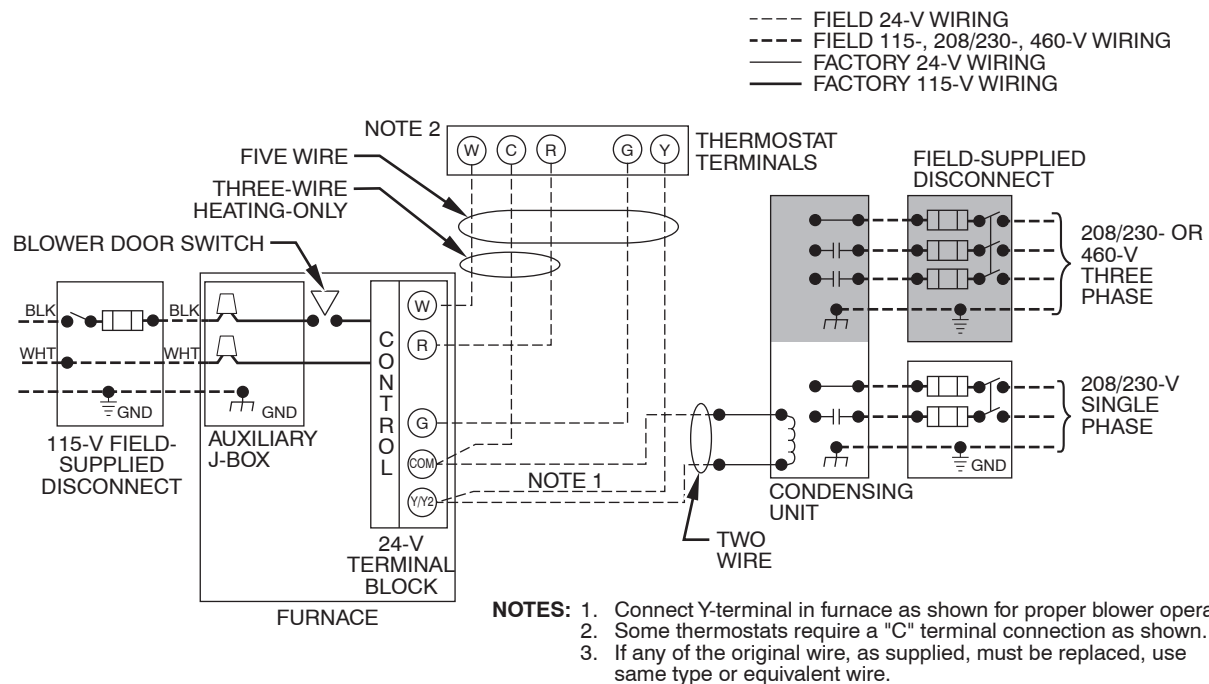 FIELD 24-V WIRING
FIELD 115-, 208/230-, 460-V WIRING
FACTORY 24-V WIRING
FACTORY 115-V WIRING
NOTE 2
W C R G Y
THERMOSTAT
TERMINALS
FIVE WIRE
THREE-WIRE
HEATING-ONLY
BLOWER DOOR SWITCH
FIELD-SUPPLIED
DISCONNECT
208/230- OR
460-V
THREE
PHASE
BLK
BLK
WHT
WHT
GND
GND
115-V FIELD-
SUPPLIED
DISCONNECT
AUXILIARY
J-BOX
CONTROL
W
R
G
COM
Y/Y2
24-V
TERMINAL
BLOCK
FURNACE
NOTE 1
TWO
WIRE
CONDENSING
UNIT
208/230-V
SINGLE
PHASE
GND
NOTES: 1. Connect Y-terminal in furnace as shown for proper blower opera
2. Some thermostats require a "C" terminal connection as shown.
3. If any of the original wire, as supplied, must be replaced, use
same type or equivalent wire.